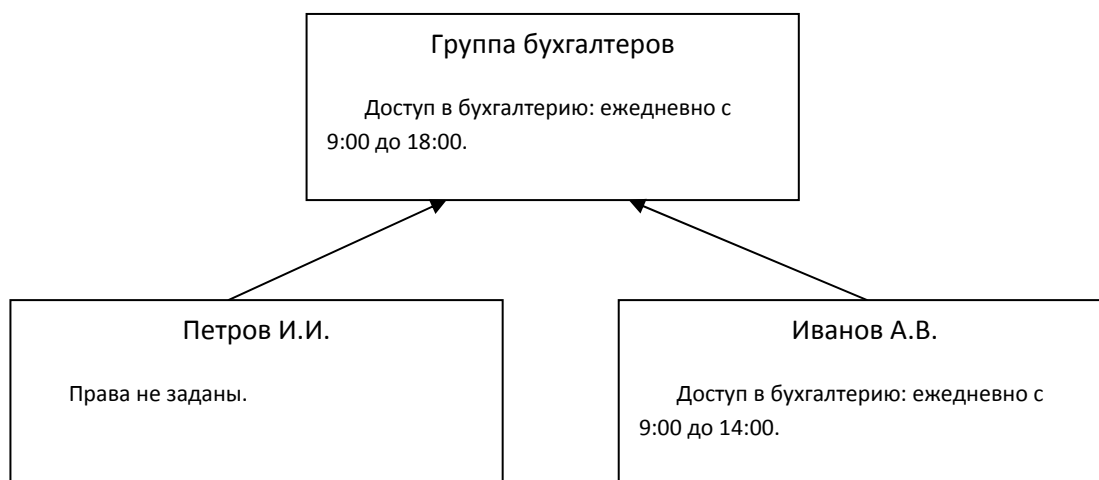 Группа бухгалтеров
Доступ в бухгалтерию: ежедневно с
9:00 до 18:00.
Петров И.И.
Права не заданы.
Иванов А.В.
Доступ в бухгалтерию: ежедневно с
9:00 до 14:00.